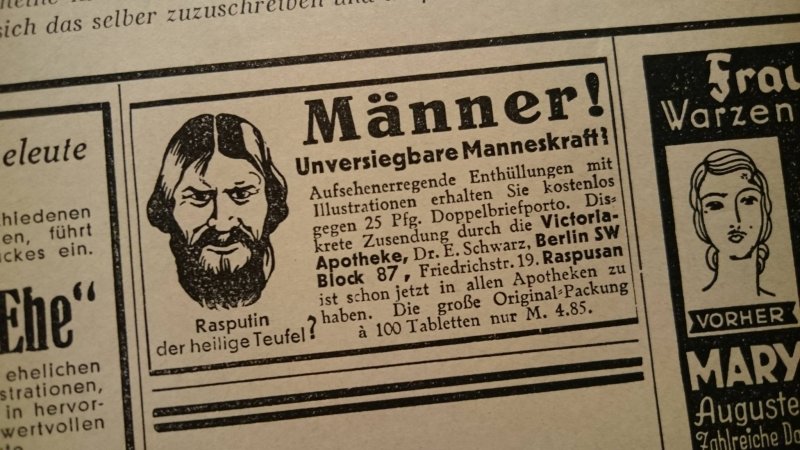 sich das selber zuzuschreiben und
eleute
chiedenen
en, führt
ckes ein.
Ehe“
ehelichen
strationen,
in hervor-
wertvollen
Männer!
Unversiegbare Manneskraft?
Aufsehenerregende Enthüllungen mit
Illustrationen erhalten Sie kostenlos
gegen 25 Pfg. Doppelbriefporto. Dis-
krete Zusendung durch die Victoria-
Apotheke, Dr. E. Schwarz, Berlin SW
Block 87, Friedrichstr. 19. Raspusan
ist schon jetzt in allen Apotheken zu
haben. Die große Original-Packung
à 100 Tabletten nur M. 4.85.
Rasputin
der heilige Teufel?
Frau
Warzen
VORHER
MARY
Auguste
Zahlreiche Da